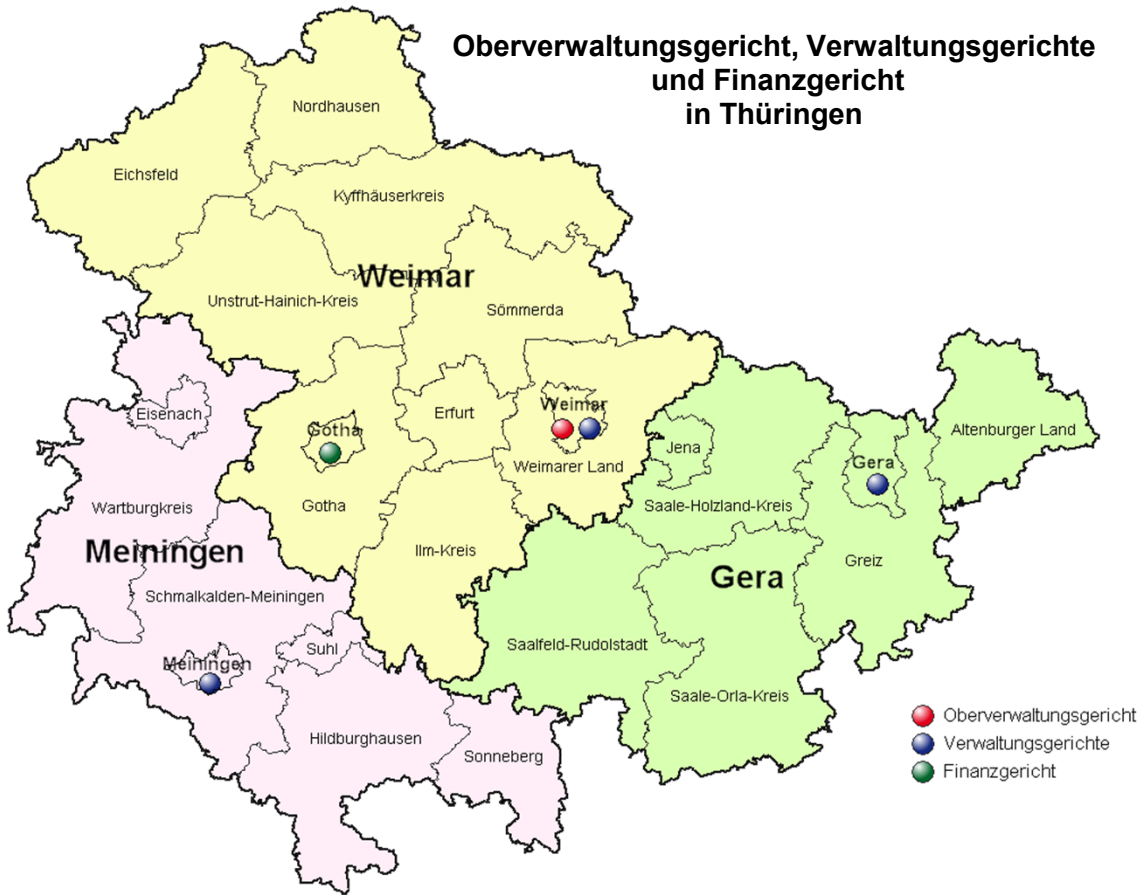 Oberverwaltungsgericht, Verwaltungsgerichte
und Finanzgericht
in Thüringen
Nordhausen
Eichsfeld
Kyffhäuserkreis
Weimar
Unstrut-Hainich-Kreis
Sömmerda
Eisenach
Gotha
Erfurt
Weimar
Weimarer Land
Jena
Gera
Altenburger Land
Wartburgkreis
Gotha
Saale-Holzland-Kreis
Meiningen
Ilm-Kreis
Gera
Greiz
Schmalkalden-Meiningen
Suhl
Saalfeld-Rudolstadt
Meiningen
Saale-Orla-Kreis
Hildburghausen
Sonneberg
Oberverwaltungsgericht
Verwaltungsgerichte
Finanzgericht